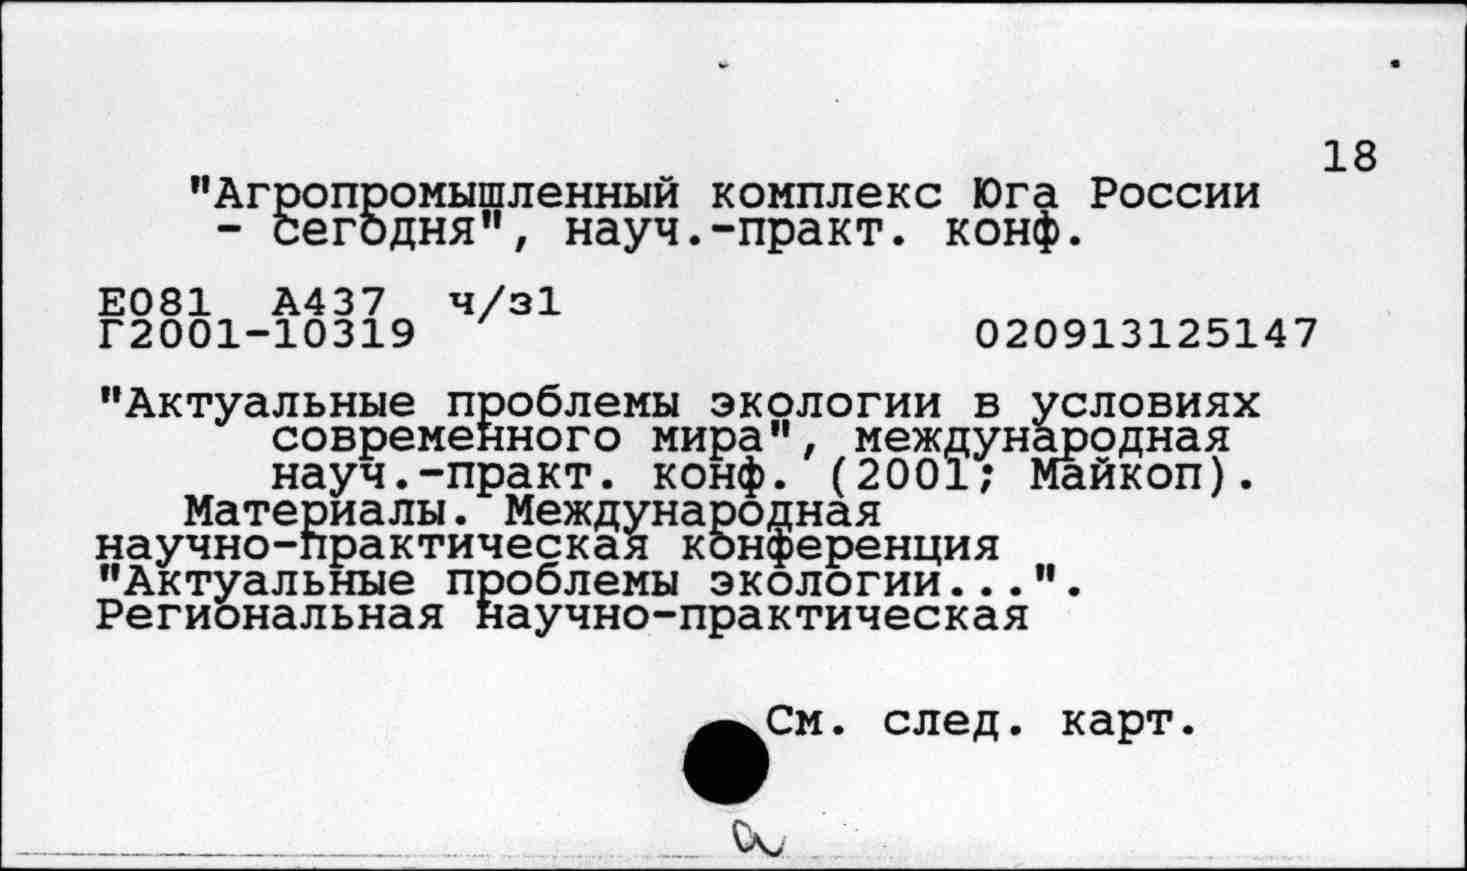 18
"Агропромышленный комплекс Юга России
- сегодня", науч.-практ. конф.
Е081 А437 ч/з1
Г2001-10319 020913125147
"Актуальные проблемы экологии в условиях
современного мира", международная
науч.-практ. конф. (2001; Майкоп).
Материалы. Международная
научно-практическая конференция
"Актуальные проблемы экологии...".
Региональная научно-практическая
См. след. карт.